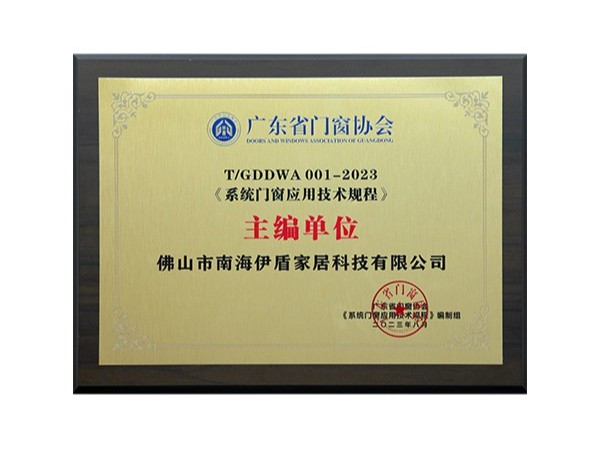 广东省门窗协会
DOORS AND WINDOWS ASSOCIATION OF GUANGDONG
T/GDDWA 001-2023
《系统门窗应用技术规程》
主编单位
佛山市南海伊盾家居科技有限公司
广东省门窗协会
《系统门窗应用技术规程》编制组
二〇二三年八月